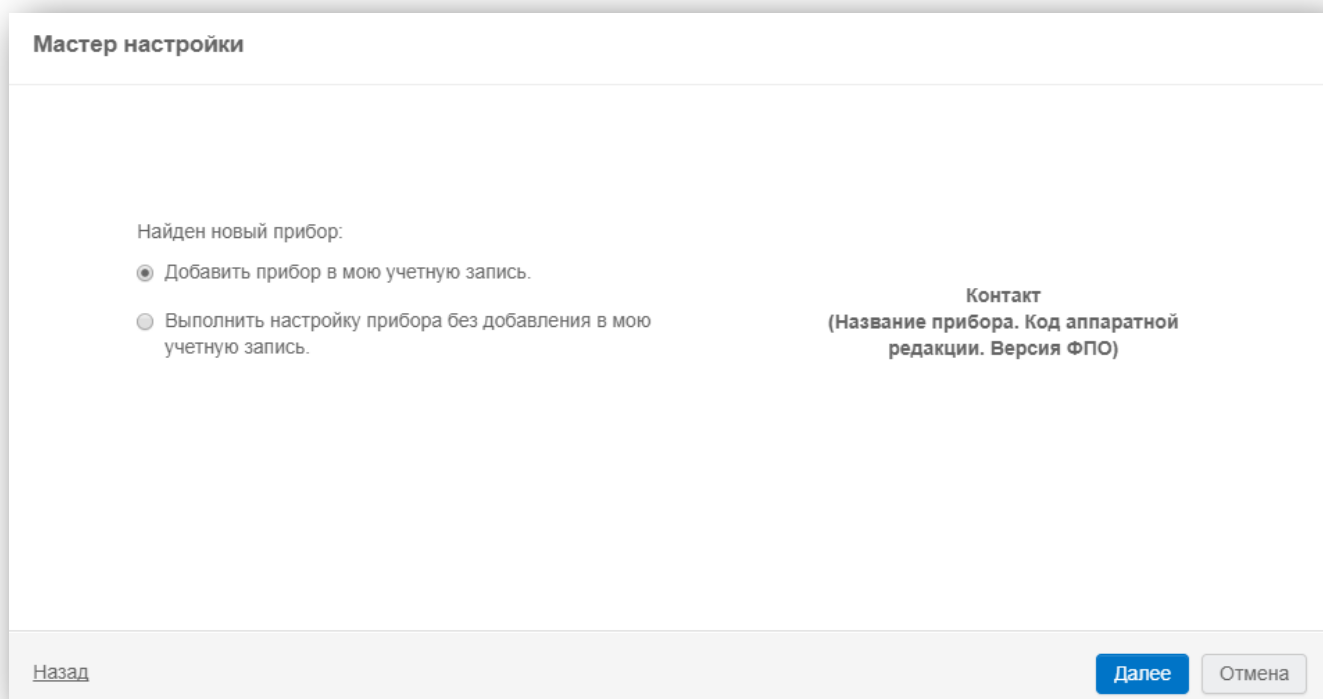 Мастер настройки
Найден новый прибор:
Добавить прибор в мою учетную запись.
Выполнить настройку прибора без добавления в мою
учетную запись.
Контакт
(Название прибора. Код аппаратной
редакции. Версия ФПО)
Назад
Далее
Отмена